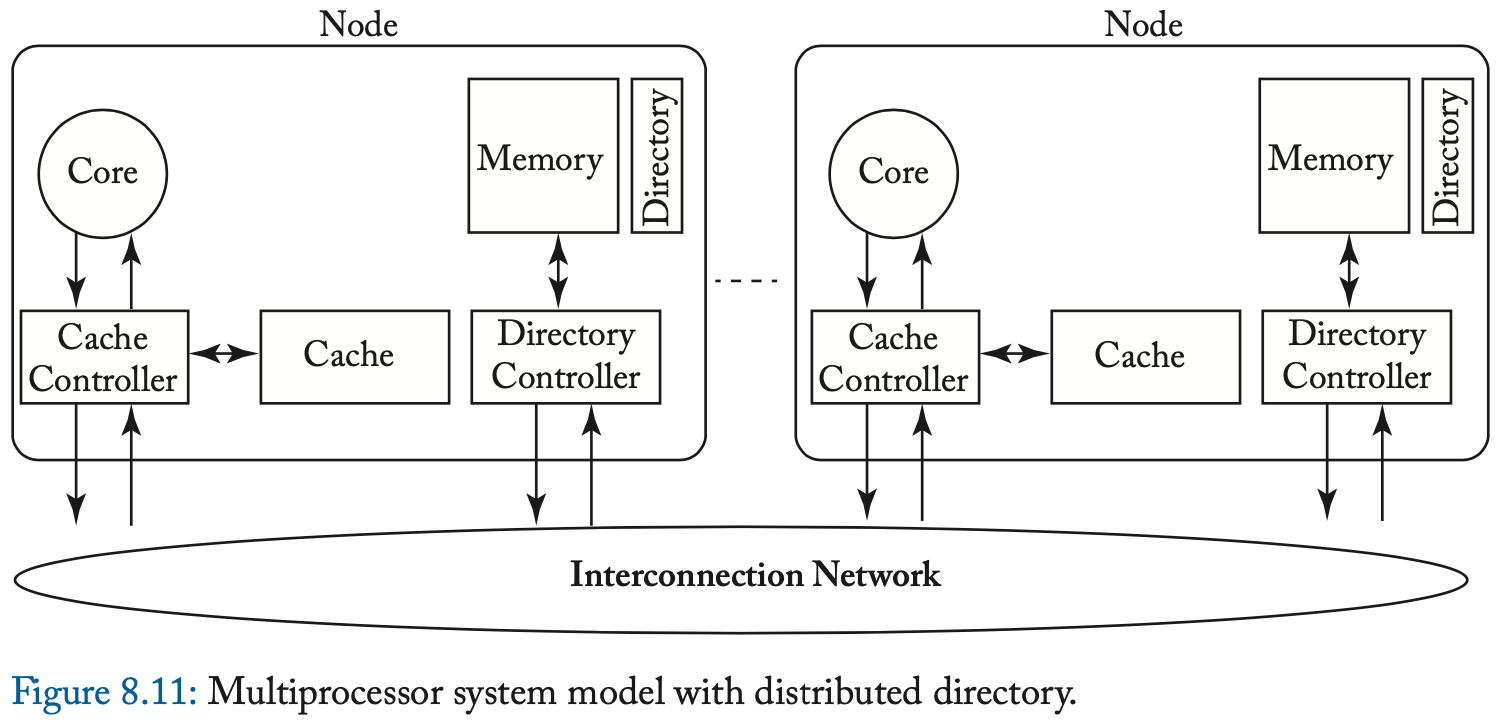 Node
Node
Core
Memory
Directory
Core
Memory
Directory
Cache
Controller
Cache
Directory
Controller
Cache
Controller
Cache
Directory
Controller
Interconnection Network
Figure 8.11: Multiprocessor system model with distributed directory.